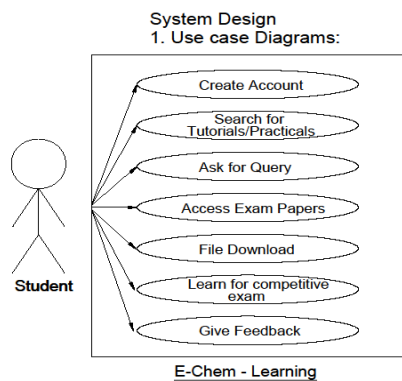 System Design
1. Use case Diagrams:
Create Account
Search for
Tutorials/Practicals
Ask for Query
Access Exam Papers
File Download
Learn for competitive
exam
Give Feedback
Student
E-Chem - Learning